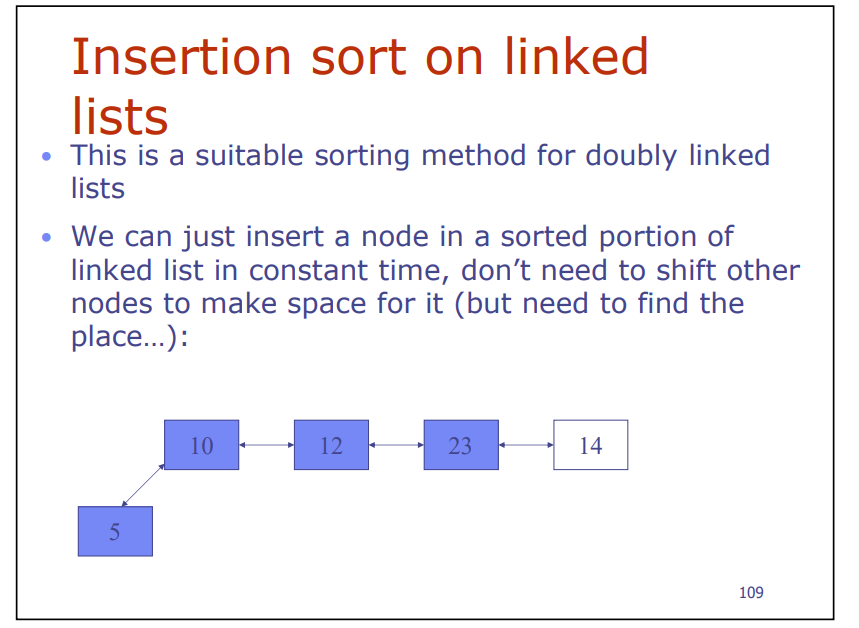 Insertion sort on linked
lists
• This is a suitable sorting method for doubly linked
lists
• We can just insert a node in a sorted portion of
linked list in constant time, don’t need to shift other
nodes to make space for it (but need to find the
place…):
10 12 23 14
5
109